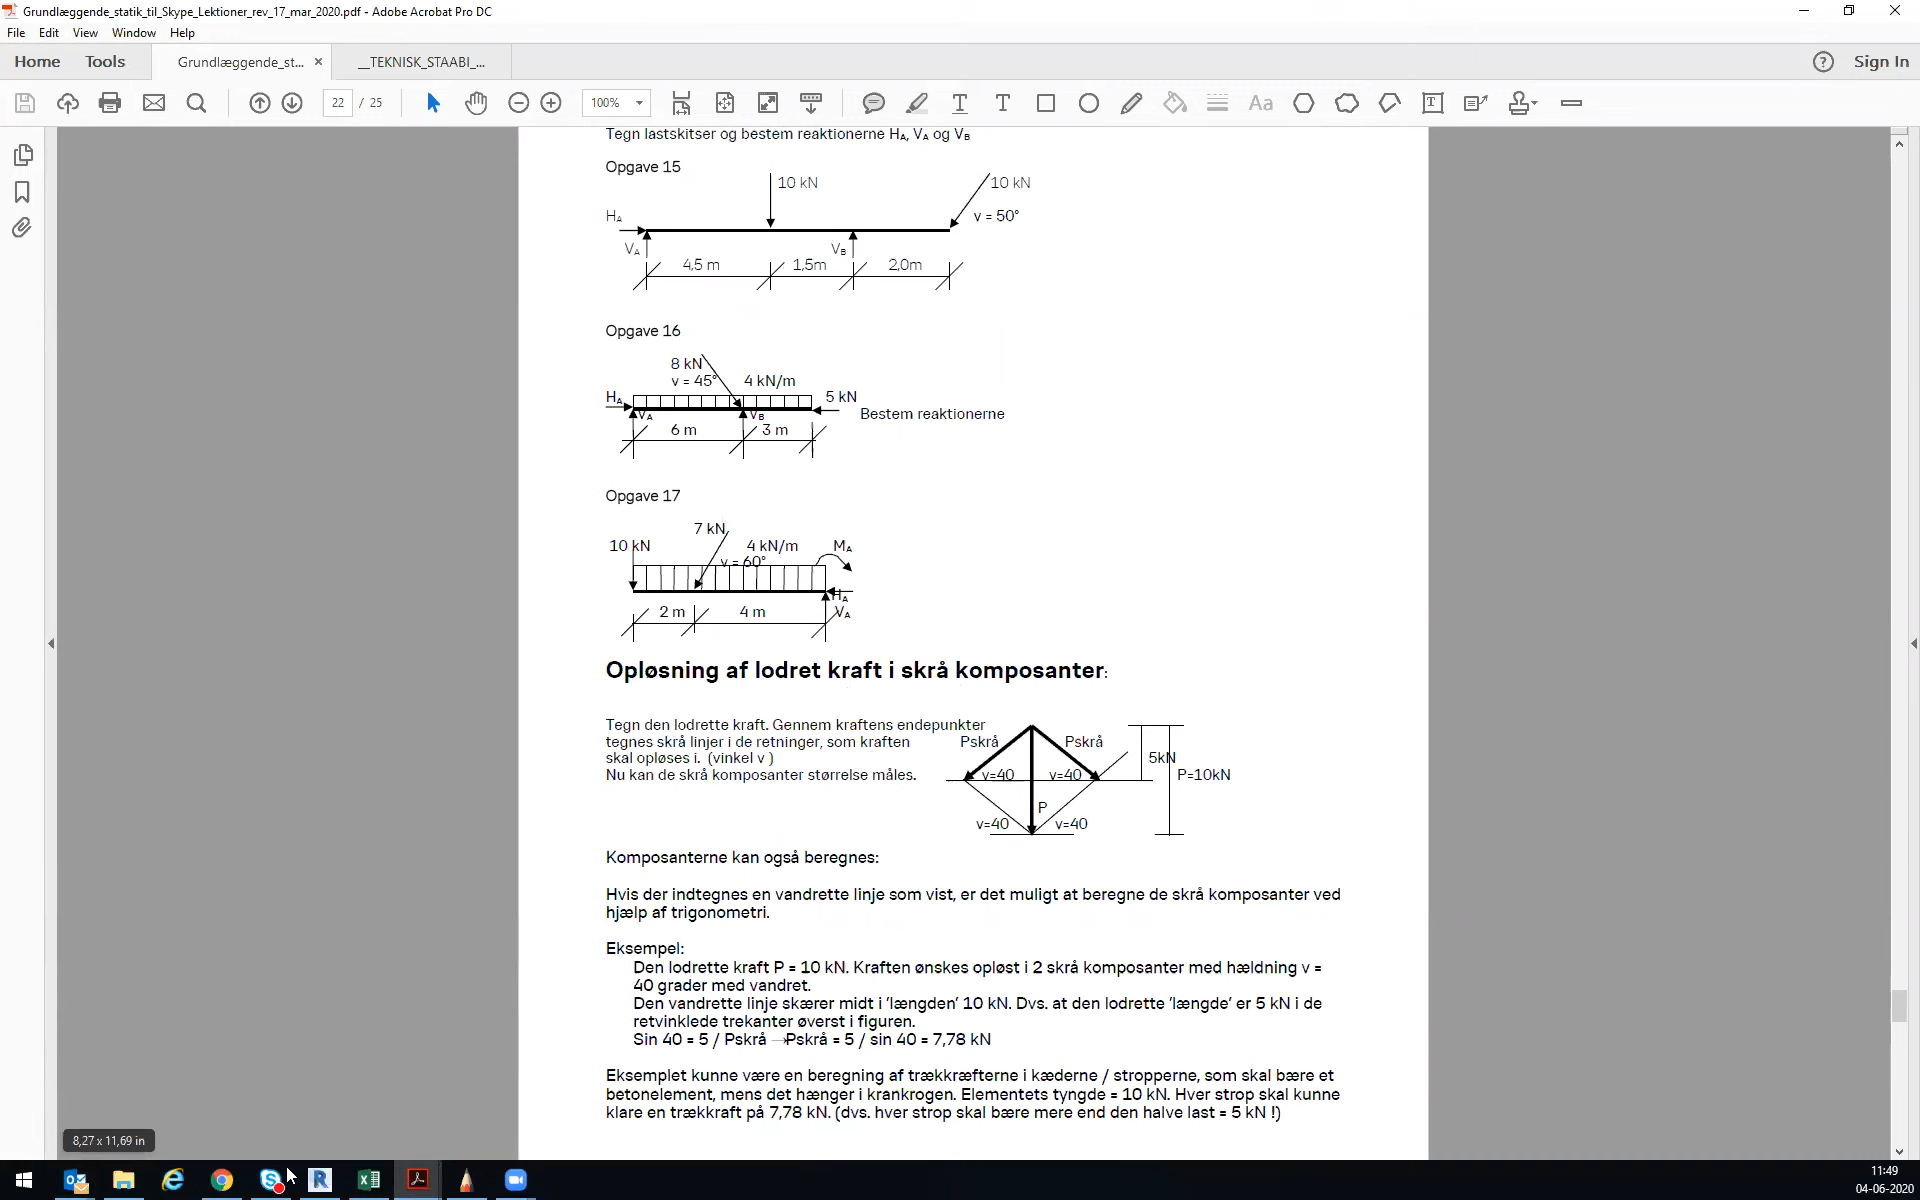 Grundlæggende_statik_til_Skype_Lektioner_rev_17_mar_2020.pdf - Adobe Acrobat Pro DC
File Edit View Window Help
Home Tools Grundlæggende_st... × __TEKNISK_STAABI_... ? Sign In
22 / 25 100%
Tegn lastskitser og bestem reaktionerne HA, VA og VB
Opgave 15
10 kN 10 kN
HA v = 50°
VA VB
4,5 m 1,5m 2,0m
Opgave 16
8 kN
v = 45° 4 kN/m
HA 5 kN
VA VB Bestem reaktionerne
6 m 3 m
Opgave 17
7 kN
10 kN 4 kN/m MA
v = 60°
HA
2 m 4 m VA
Opløsning af lodret kraft i skrå komposanter:
Tegn den lodrette kraft. Gennem kraftens endepunkter
tegnes skrå linjer i de retninger, som kraften Pskrå Pskrå
skal opløses i. (vinkel v ) 5kN
Nu kan de skrå komposanter størrelse måles. v=40 v=40 P=10kN
P
v=40 v=40
Komposanterne kan også beregnes:
Hvis der indtegnes en vandrette linje som vist, er det muligt at beregne de skrå komposanter ved
hjælp af trigonometri.
Eksempel:
Den lodrette kraft P = 10 kN. Kraften ønskes opløst i 2 skrå komposanter med hældning v =
40 grader med vandret.
Den vandrette linje skærer midt i ’længden’ 10 kN. Dvs. at den lodrette ’længde’ er 5 kN i de
retvinklede trekanter øverst i figuren.
Sin 40 = 5 / Pskrå →Pskrå = 5 / sin 40 = 7,78 kN
Eksemplet kunne være en beregning af trækkræfterne i kæderne / stropperne, som skal bære et
betonelement, mens det hænger i krankrogen. Elementets tyngde = 10 kN. Hver strop skal kunne
klare en trækkraft på 7,78 kN. (dvs. hver strop skal bære mere end den halve last = 5 kN !)
8,27 x 11,69 in
11:49
04-06-2020